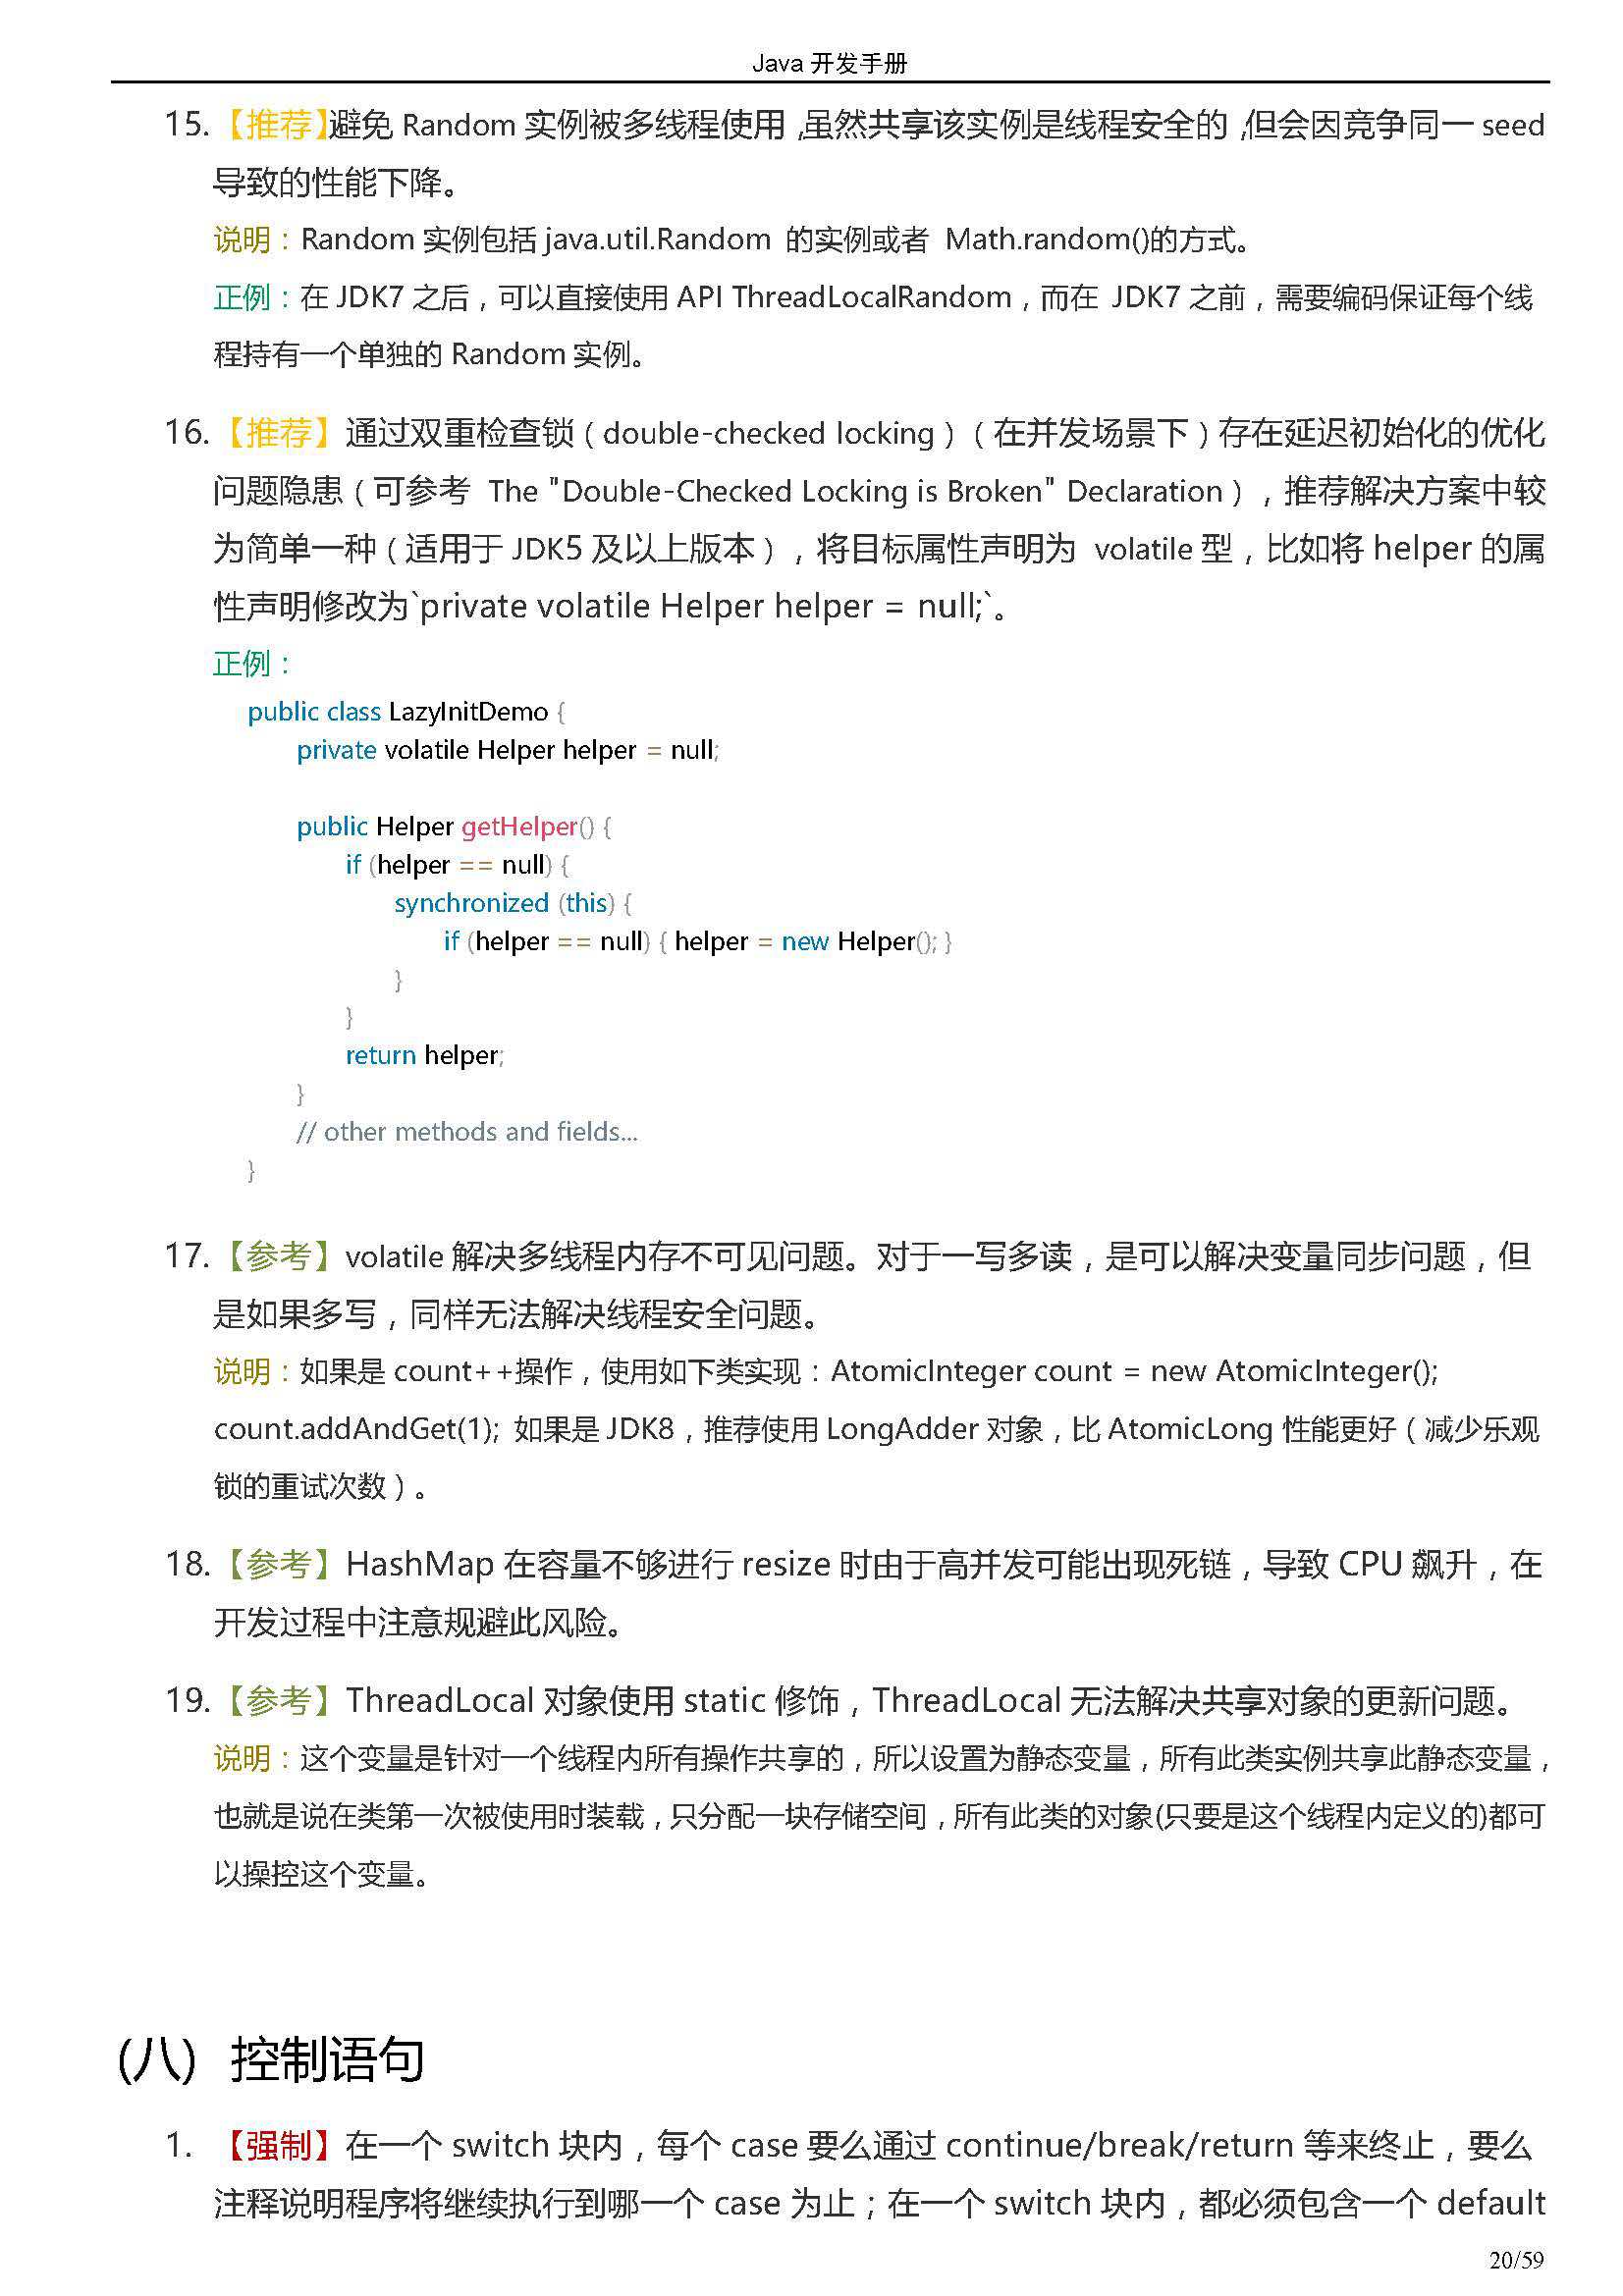 Java 开发手册
15. 【推荐】避免 Random 实例被多线程使用，虽然共享该实例是线程安全的，但会因竞争同一 seed
导致的性能下降。
说明：Random 实例包括 java.util.Random 的实例或者 Math.random()的方式。
正例：在 JDK7 之后，可以直接使用 API ThreadLocalRandom，而在 JDK7 之前，需要编码保证每个线
程持有一个单独的 Random 实例。
16. 【推荐】通过双重检查锁（double-checked locking）（在并发场景下）存在延迟初始化的优化
问题隐患（可参考 The "Double-Checked Locking is Broken" Declaration），推荐解决方案中较
为简单一种（适用于 JDK5 及以上版本），将目标属性声明为 volatile 型，比如将 helper 的属
性声明修改为`private volatile Helper helper = null;`。
正例：
public class LazyInitDemo {
private volatile Helper helper = null;
public Helper getHelper() {
if (helper == null) {
synchronized (this) {
if (helper == null) { helper = new Helper(); }
}
}
return helper;
}
// other methods and fields...
}
17. 【参考】volatile 解决多线程内存不可见问题。对于一写多读，是可以解决变量同步问题，但
是如果多写，同样无法解决线程安全问题。
说明：如果是 count++操作，使用如下类实现：AtomicInteger count = new AtomicInteger();
count.addAndGet(1); 如果是 JDK8，推荐使用 LongAdder 对象，比 AtomicLong 性能更好（减少乐观
锁的重试次数）。
18. 【参考】HashMap 在容量不够进行 resize 时由于高并发可能出现死链，导致 CPU 飙升，在
开发过程中注意规避此风险。
19. 【参考】ThreadLocal 对象使用 static 修饰，ThreadLocal 无法解决共享对象的更新问题。
说明：这个变量是针对一个线程内所有操作共享的，所以设置为静态变量，所有此类实例共享此静态变量，
也就是说在类第一次被使用时装载，只分配一块存储空间，所有此类的对象(只要是这个线程内定义的)都可
以操控这个变量。
(八) 控制语句
1. 【强制】在一个 switch 块内，每个 case 要么通过 continue/break/return 等来终止，要么
注释说明程序将继续执行到哪一个 case 为止；在一个 switch 块内，都必须包含一个 default
20/59